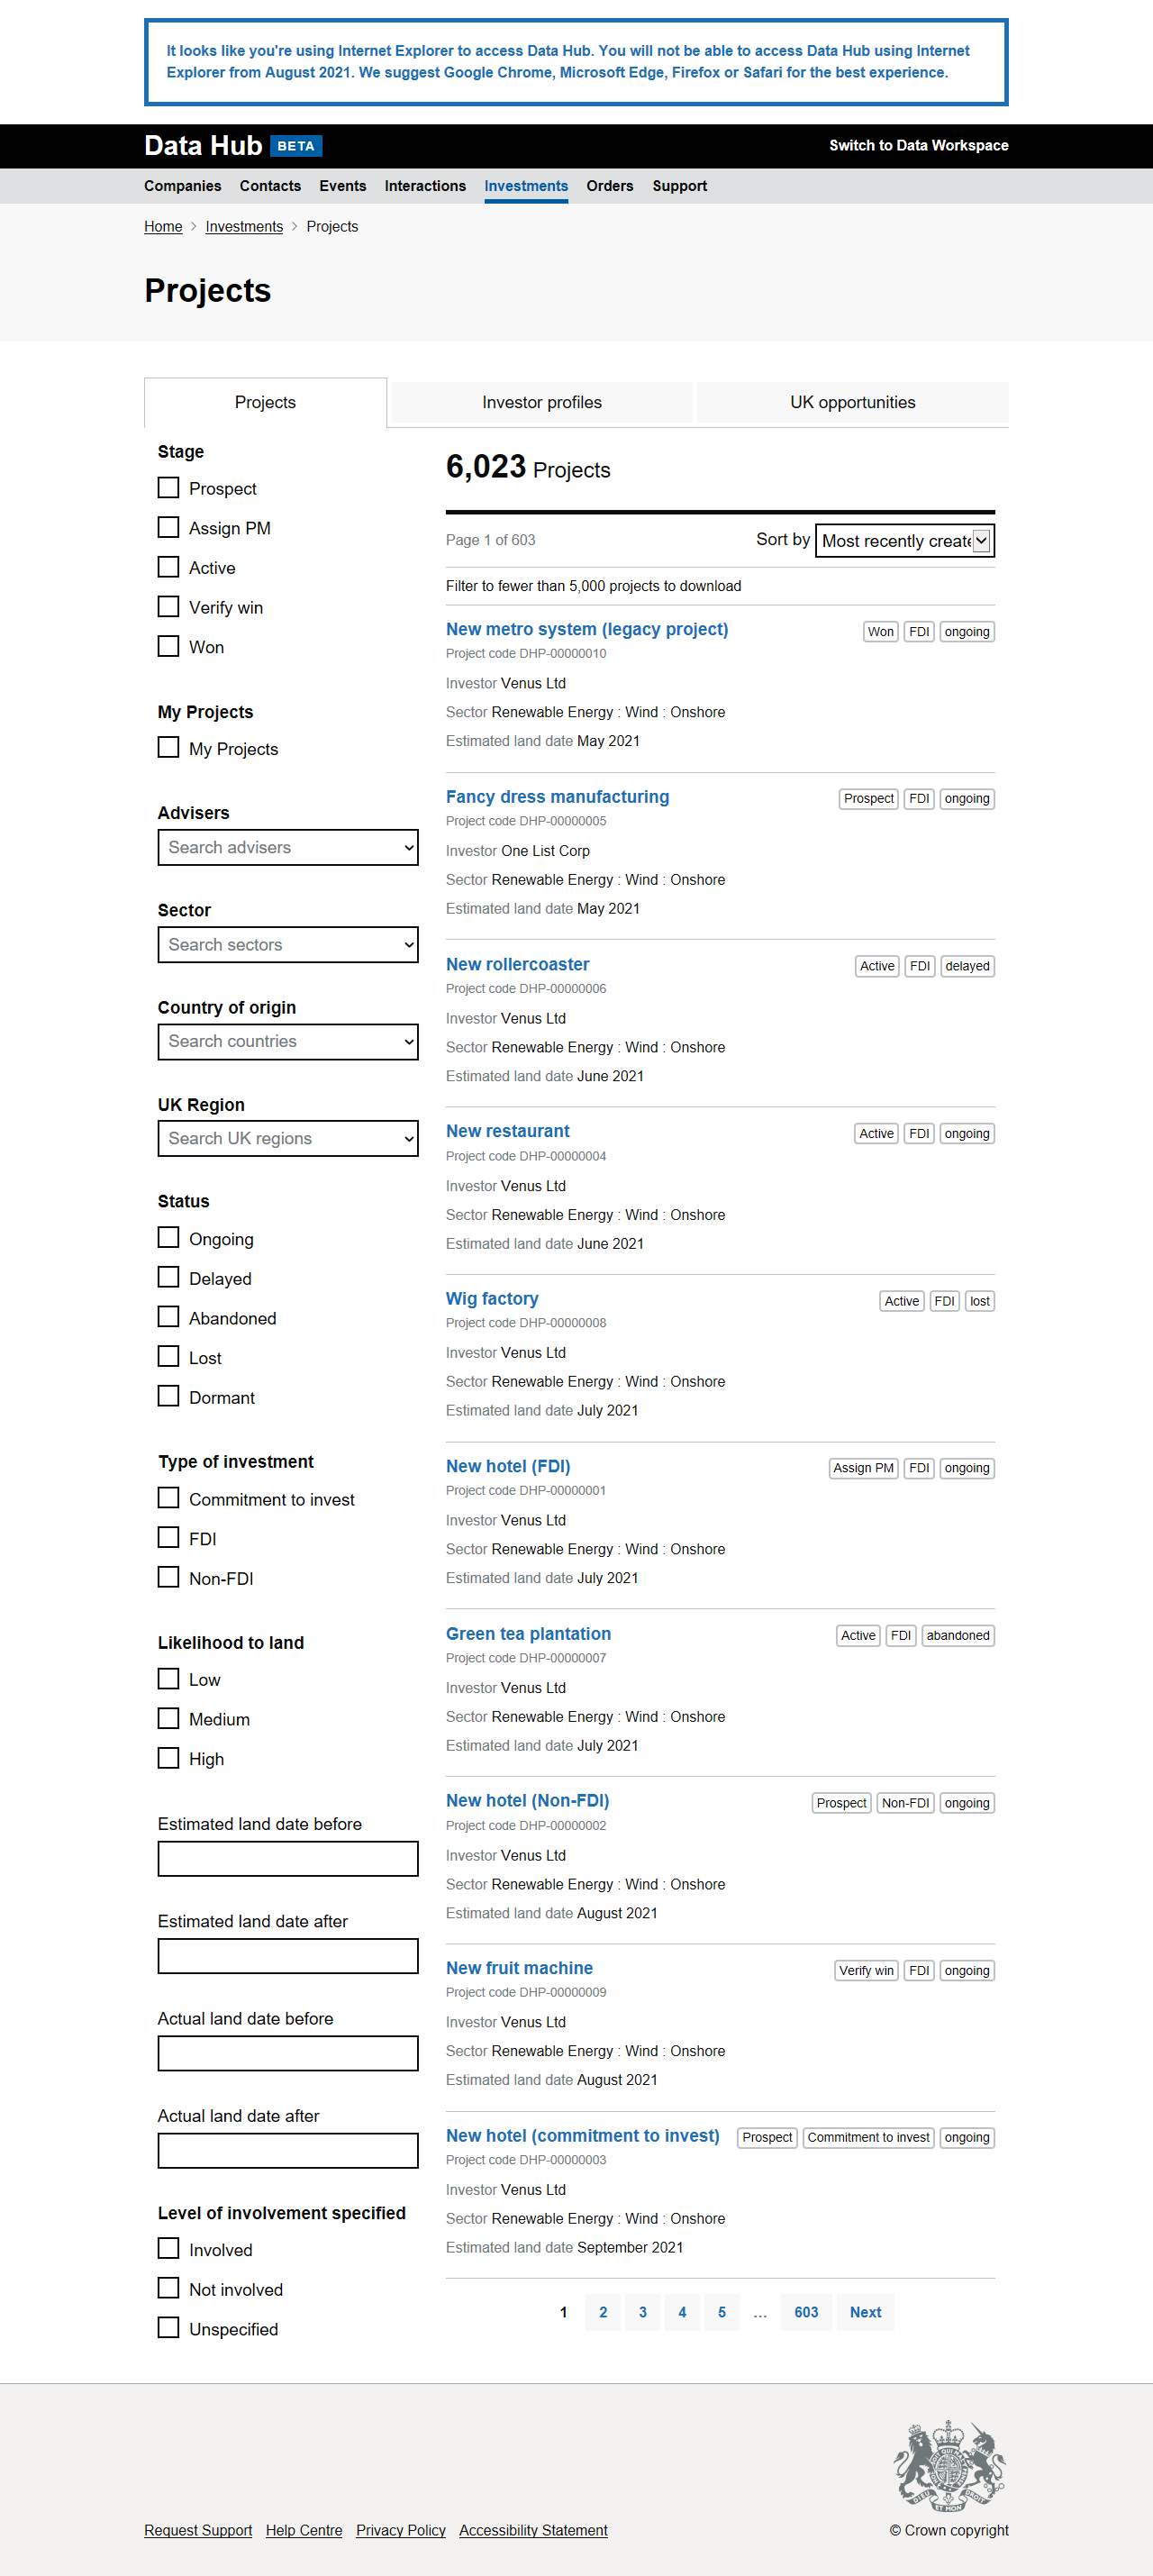 It looks like you're using Internet Explorer to access Data Hub. You will not be able to access Data Hub using Internet
Explorer from August 2021. We suggest Google Chrome, Microsoft Edge, Firefox or Safari for the best experience.
Data Hub BETA
Switch to Data Workspace
Companies Contacts Events Interactions Investments Orders Support
Home Investments Projects
Projects
Projects Investor profiles UK opportunities
Stage
Prospect
Assign PM
Active
Verify win
Won
My Projects
My Projects
Advisers
Search advisers
Sector
Search sectors
Country of origin
Search countries
UK Region
Search UK regions
Status
Ongoing
Delayed
Abandoned
Lost
Dormant
Type of investment
Commitment to invest
FDI
Non-FDI
Likelihood to land
Low
Medium
High
Estimated land date before
Estimated land date after
Actual land date before
Actual land date after
Level of involvement specified
Involved
Not involved
Unspecified
6,023 Projects
Page 1 of 603
Sort by Most recently create
Filter to fewer than 5,000 projects to download
New metro system (legacy project) Won FDI ongoing
Project code DHP-00000010
Investor Venus Ltd
Sector Renewable Energy : Wind : Onshore
Estimated land date May 2021
Fancy dress manufacturing Prospect FDI ongoing
Project code DHP-00000005
Investor One List Corp
Sector Renewable Energy : Wind : Onshore
Estimated land date May 2021
New rollercoaster Active FDI delayed
Project code DHP-00000006
Investor Venus Ltd
Sector Renewable Energy : Wind : Onshore
Estimated land date June 2021
New restaurant Active FDI ongoing
Project code DHP-00000004
Investor Venus Ltd
Sector Renewable Energy : Wind : Onshore
Estimated land date June 2021
Wig factory Active FDI lost
Project code DHP-00000008
Investor Venus Ltd
Sector Renewable Energy : Wind : Onshore
Estimated land date July 2021
New hotel (FDI) Assign PM FDI ongoing
Project code DHP-00000001
Investor Venus Ltd
Sector Renewable Energy : Wind : Onshore
Estimated land date July 2021
Green tea plantation Active FDI abandoned
Project code DHP-00000007
Investor Venus Ltd
Sector Renewable Energy : Wind : Onshore
Estimated land date July 2021
New hotel (Non-FDI) Prospect Non-FDI ongoing
Project code DHP-00000002
Investor Venus Ltd
Sector Renewable Energy : Wind : Onshore
Estimated land date August 2021
New fruit machine Verify win FDI ongoing
Project code DHP-00000009
Investor Venus Ltd
Sector Renewable Energy : Wind : Onshore
Estimated land date August 2021
New hotel (commitment to invest) Prospect Commitment to invest ongoing
Project code DHP-00000003
Investor Venus Ltd
Sector Renewable Energy : Wind : Onshore
Estimated land date September 2021
1 2 3 4 5 … 603 Next
Request Support Help Centre Privacy Policy Accessibility Statement
© Crown copyright